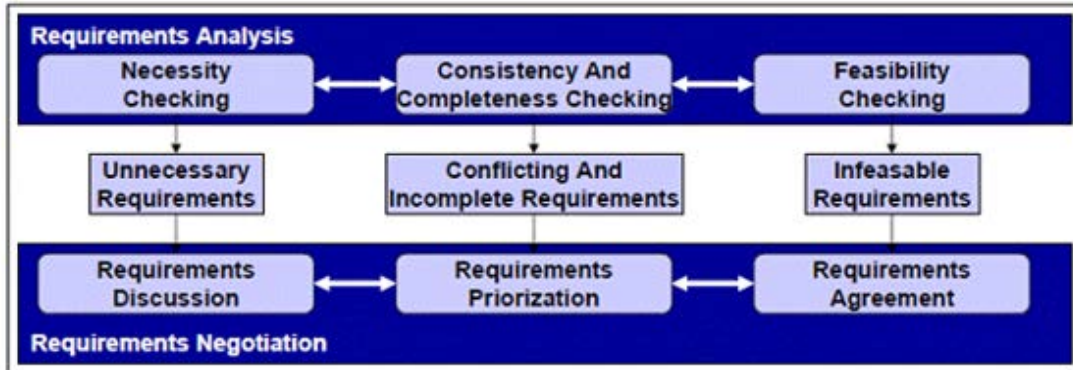 Requirements Analysis
Necessity
Checking
Consistency And
Completeness Checking
Feasibility
Checking
Unnecessary
Requirements
Conflicting And
Incomplete Requirements
Infeasable
Requirements
Requirements
Discussion
Requirements
Priorization
Requirements
Agreement
Requirements Negotiation